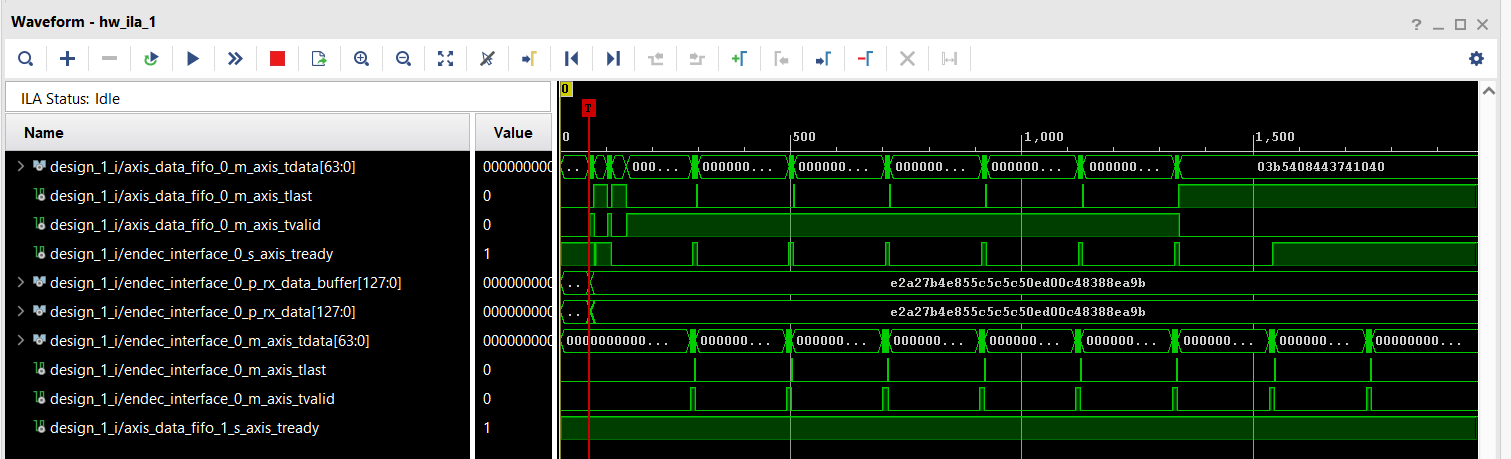 Waveform - hw_ila_1
ILA Status: Idle
0
T
Name Value 0 500 1,000 1,500
design_1_i/axis_data_fifo_0_m_axis_tdata[63:0] 000000000 .. 000... 000000... 000000... 000000... 000000... 000000... 03b5408443741040
design_1_i/axis_data_fifo_0_m_axis_tlast 0
design_1_i/axis_data_fifo_0_m_axis_tvalid 0
design_1_i/endec_interface_0_s_axis_tready 1
design_1_i/endec_interface_0_p_rx_data_buffer[127:0] 000000000 .. e2a27b4e855c5c5c50ed00c48388ea9b
design_1_i/endec_interface_0_p_rx_data[127:0] 000000000 .. e2a27b4e855c5c5c50ed00c48388ea9b
design_1_i/endec_interface_0_m_axis_tdata[63:0] 000000000 0000000000... 000000... 000000... 000000... 000000... 000000... 000000... 000000... 00000000...
design_1_i/endec_interface_0_m_axis_tlast 0
design_1_i/endec_interface_0_m_axis_tvalid 0
design_1_i/axis_data_fifo_1_s_axis_tready 1